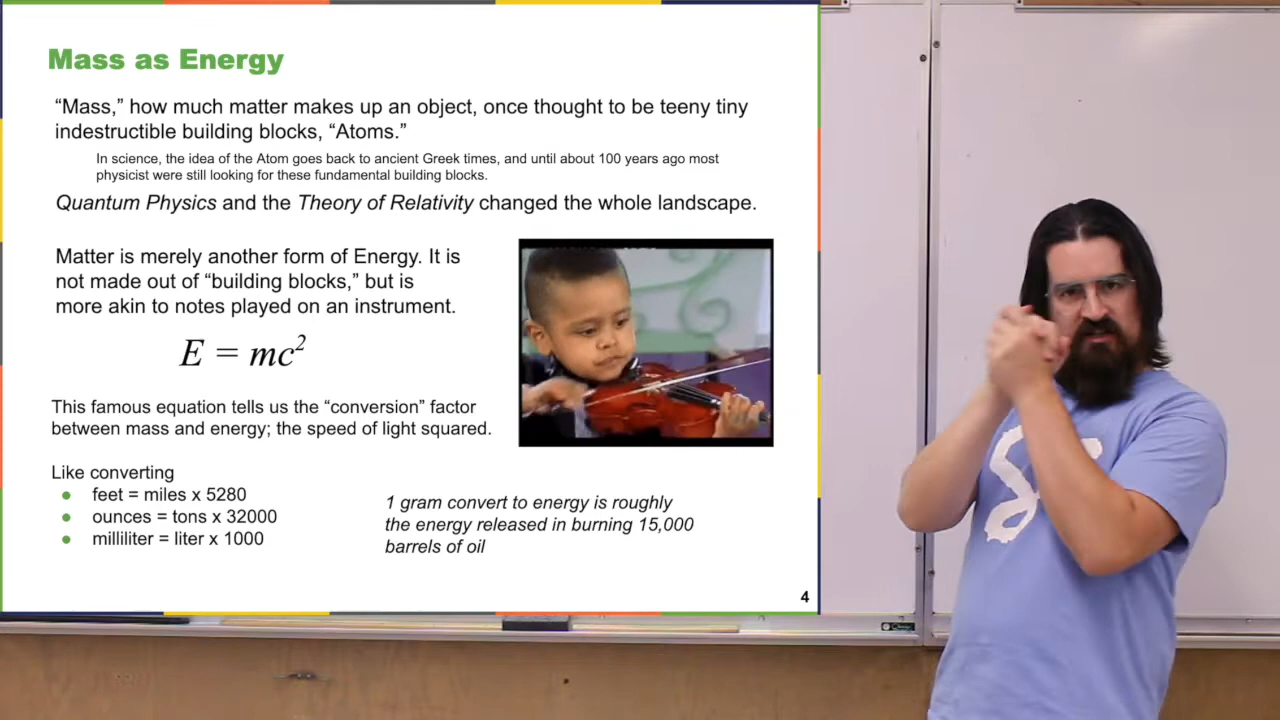 Mass as Energy
“Mass,” how much matter makes up an object, once thought to be teeny tiny
indestructible building blocks, “Atoms.”
In science, the idea of the Atom goes back to ancient Greek times, and until about 100 years ago most
physicist were still looking for these fundamental building blocks.
Quantum Physics and the Theory of Relativity changed the whole landscape.
Matter is merely another form of Energy. It is
not made out of “building blocks,” but is
more akin to notes played on an instrument.
E = mc²
This famous equation tells us the “conversion” factor
between mass and energy; the speed of light squared.
Like converting
● feet = miles x 5280
● ounces = tons x 32000
● milliliter = liter x 1000
1 gram convert to energy is roughly
the energy released in burning 15,000
barrels of oil
4